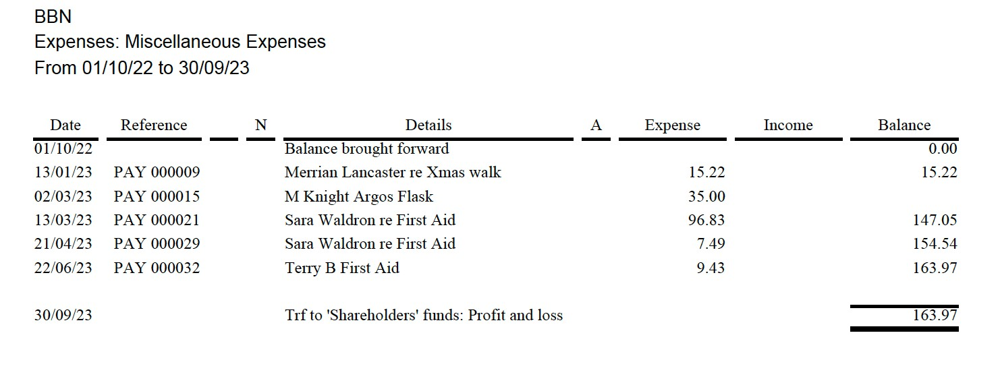 BBN
Expenses: Miscellaneous Expenses
From 01/10/22 to 30/09/23
Date Reference N Details A Expense Income Balance
01/10/22 Balance brought forward 0.00
13/01/23 PAY 000009 Merrian Lancaster re Xmas walk 15.22 15.22
02/03/23 PAY 000015 M Knight Argos Flask 35.00
13/03/23 PAY 000021 Sara Waldron re First Aid 96.83 147.05
21/04/23 PAY 000029 Sara Waldron re First Aid 7.49 154.54
22/06/23 PAY 000032 Terry B First Aid 9.43 163.97
30/09/23 Trf to 'Shareholders' funds: Profit and loss 163.97